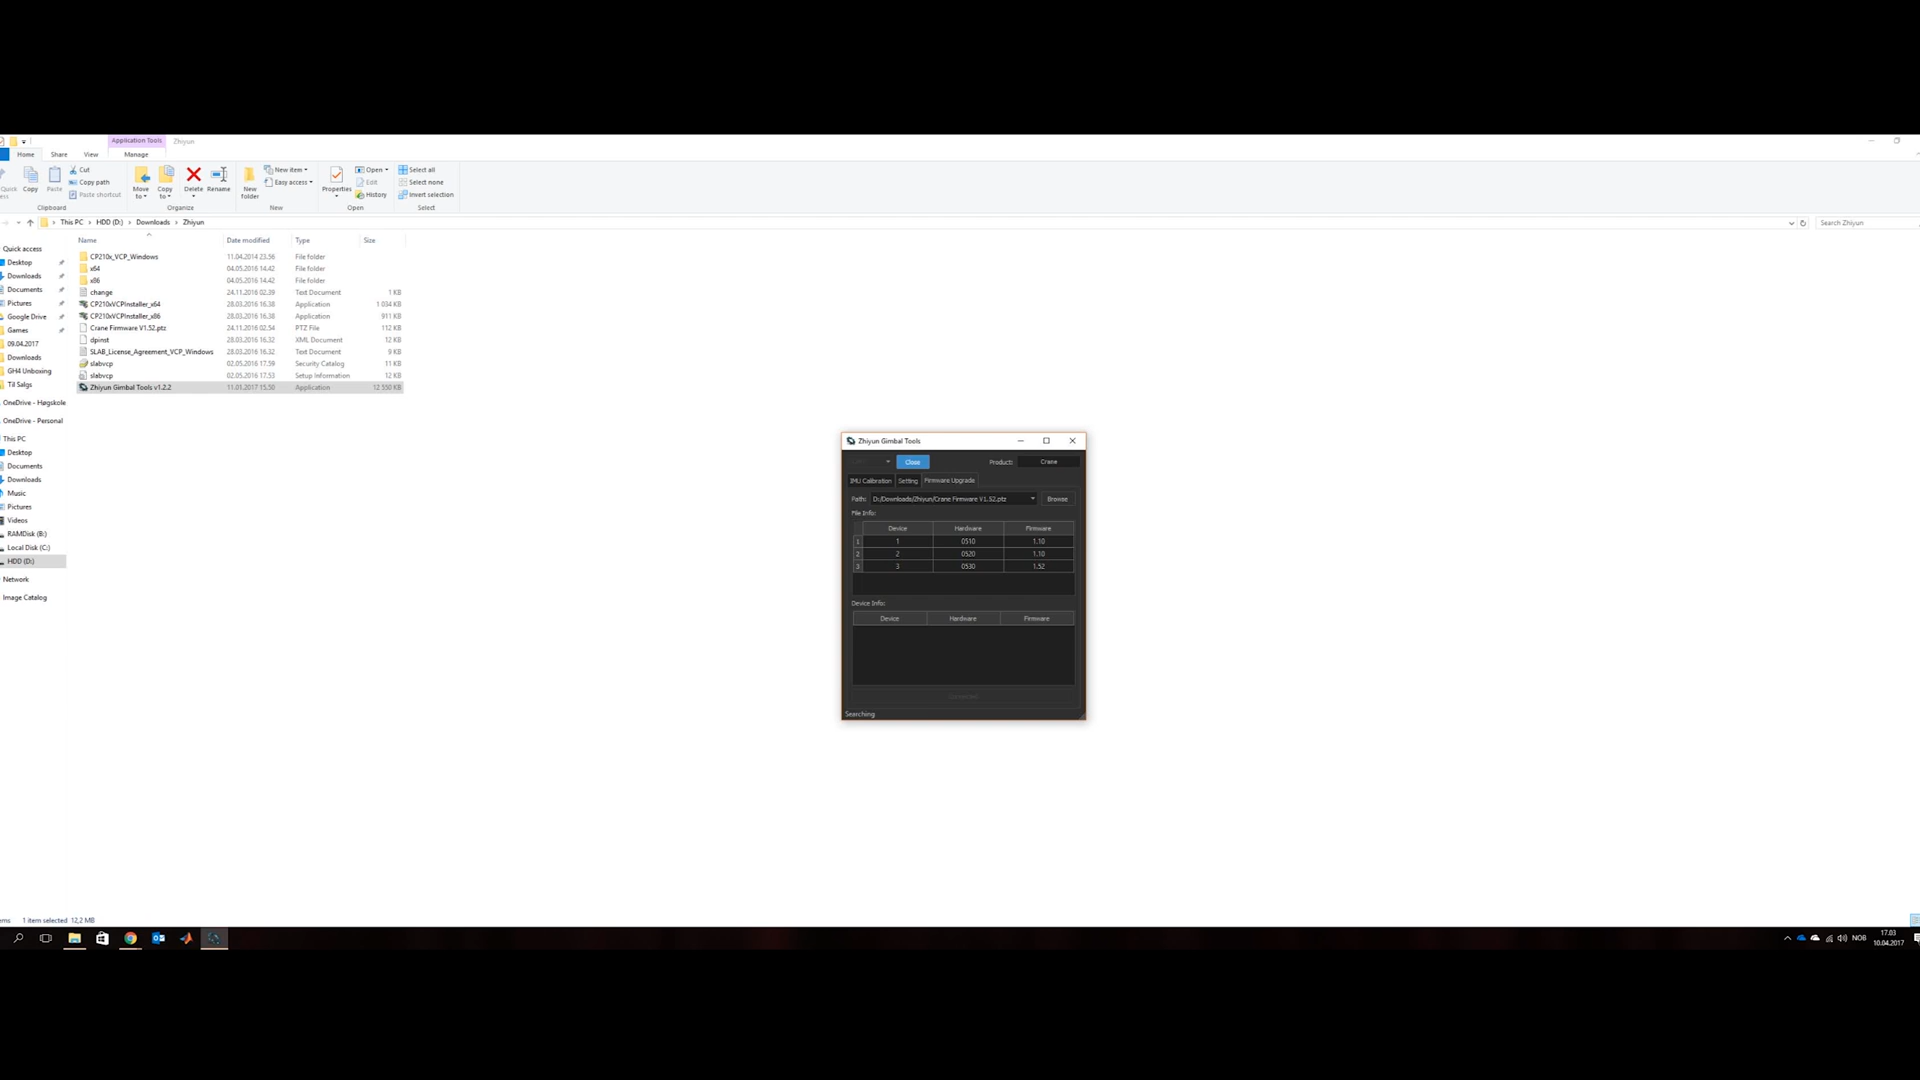 Application Tools Zhiyun
Home Share View Manage
Copy Paste Cut Copy path Paste shortcut
Move to Copy to Delete Rename
New folder New item Easy access
Properties Open Edit History
Select all Select none Invert selection
Clipboard Organize New Open Select
This PC > HDD (D:) > Downloads > Zhiyun Search Zhiyun
Name Date modified Type Size
CP210x_VCP_Windows 11.04.2014 23.56 File folder
x64 04.05.2016 14.42 File folder
x86 04.05.2016 14.42 File folder
change 24.11.2016 02.39 Text Document 1 KB
CP210xVCPInstaller_x64 28.03.2016 16.38 Application 1 034 KB
CP210xVCPInstaller_x86 28.03.2016 16.38 Application 911 KB
Crane Firmware V1.52.ptz 24.11.2016 02.54 PTZ File 112 KB
dpinst 28.03.2016 16.32 XML Document 12 KB
SLAB_License_Agreement_VCP_Windows 28.03.2016 16.32 Text Document 9 KB
slabvcp 02.05.2016 17.59 Security Catalog 11 KB
slabvcp 02.05.2016 17.53 Setup Information 12 KB
Zhiyun Gimbal Tools v1.2.2 11.01.2017 15.50 Application 12 550 KB
Quick access
Desktop
Downloads
Documents
Pictures
Google Drive
Games
09.04.2017
Downloads
GH4 Unboxing
Til Salgs
OneDrive - Høgskole
OneDrive - Personal
This PC
Desktop
Documents
Downloads
Music
Pictures
Videos
RAMDisk (B:)
Local Disk (C:)
HDD (D:)
Network
Image Catalog
Zhiyun Gimbal Tools
Close Product: Crane
IMU Calibration Setting Firmware Upgrade
Path: D:/Downloads/Zhiyun/Crane Firmware V1.52.ptz Browse
File Info:
Device Hardware Firmware
1 1 0510 1.10
2 2 0520 1.10
3 3 0530 1.52
Device Info:
Device Hardware Firmware
Searching
1 item selected 12,2 MB
NOB 17.03
10.04.2017